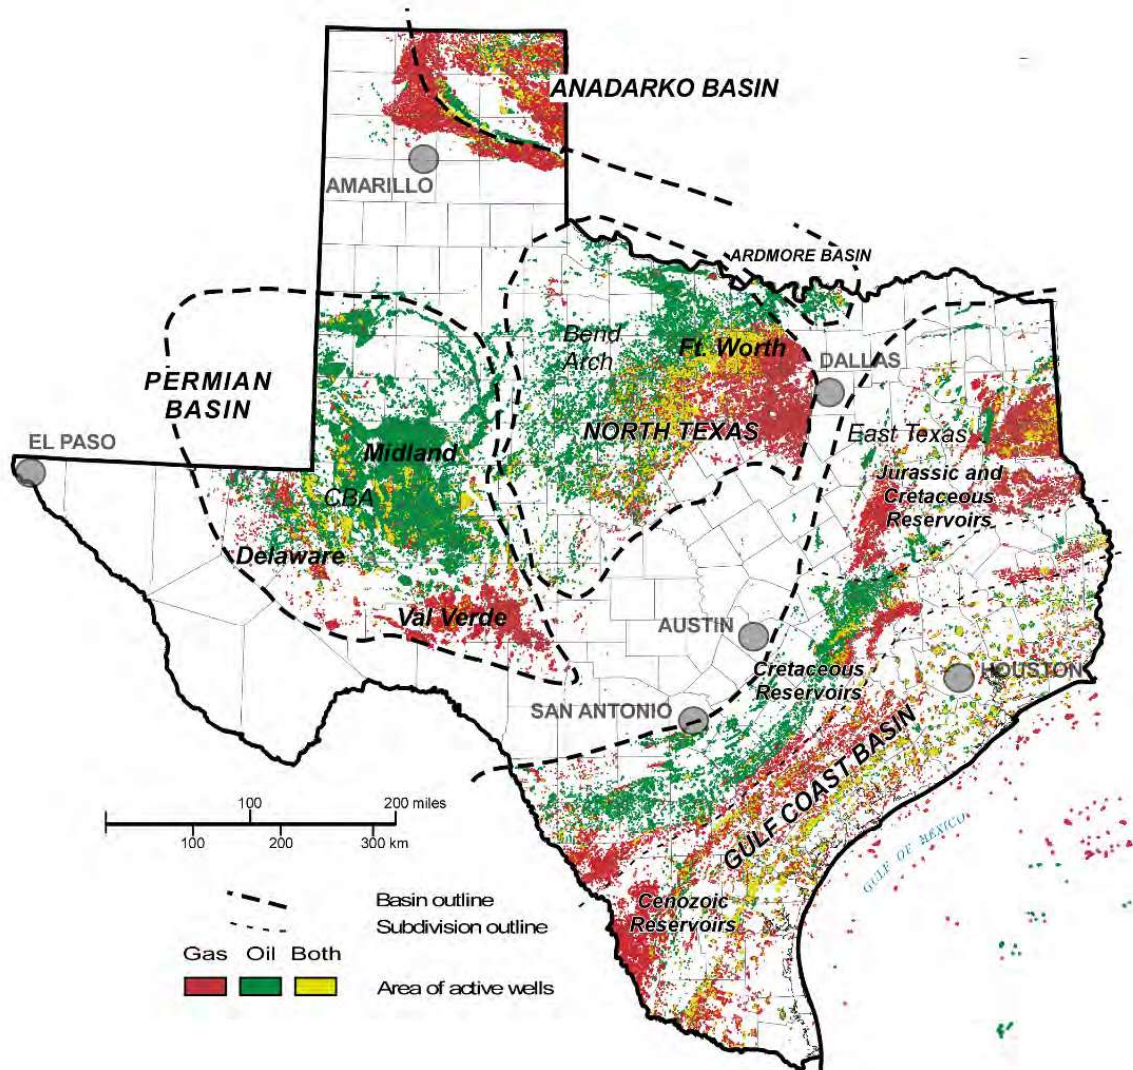 ANADARKO BASIN
AMARILLO
ARDMORE BASIN
Bend
Arch
Ft. Worth
DALLAS
PERMIAN
BASIN
NORTH TEXAS
East Texas
EL PASO
Midland
Jurassic and
Cretaceous
Reservoirs
CBA
Delaware
Val Verde
AUSTIN
Cretaceous
Reservoirs
HOUSTON
SAN ANTONIO
GULF COAST BASIN
GULF OF MEXICO
100 200 miles
100 200 300 km
Cenozoic
Reservoirs
Basin outline
Subdivision outline
Gas Oil Both
Area of active wells